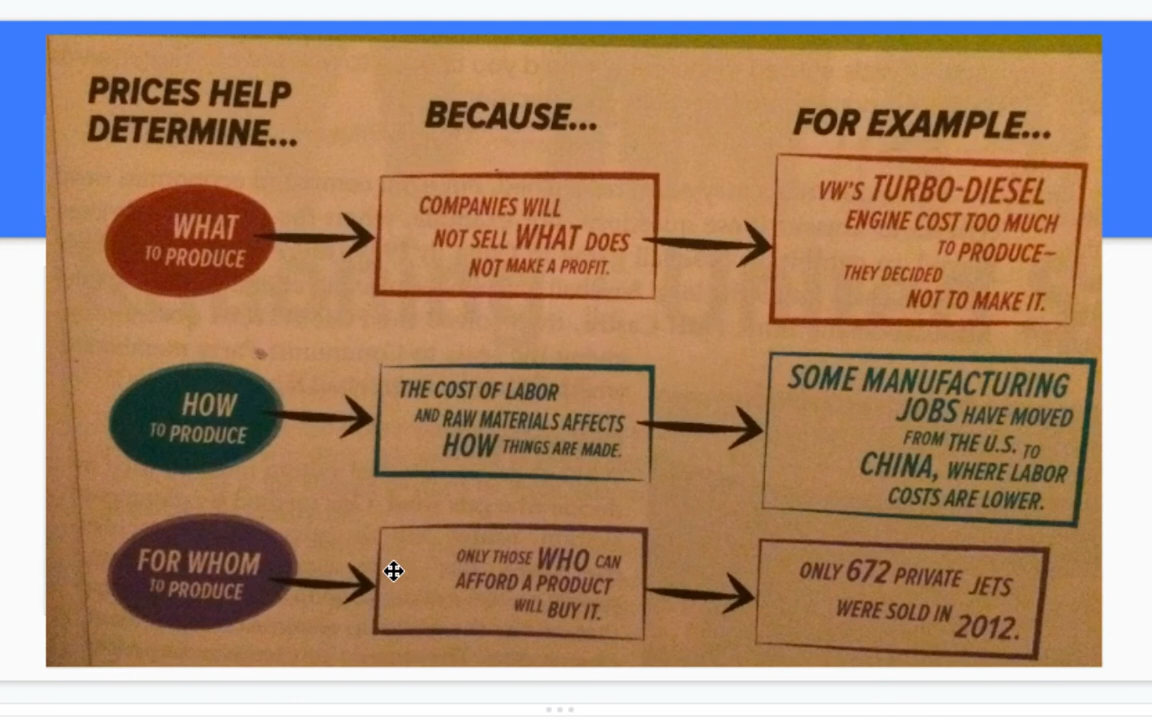 PRICES HELP
DETERMINE...
BECAUSE...
FOR EXAMPLE...
WHAT
TO PRODUCE
COMPANIES WILL
NOT SELL WHAT DOES
NOT MAKE A PROFIT.
VW'S TURBO-DIESEL
ENGINE COST TOO MUCH
TO PRODUCE—
THEY DECIDED
NOT TO MAKE IT.
HOW
TO PRODUCE
THE COST OF LABOR
AND RAW MATERIALS AFFECTS
HOW THINGS ARE MADE.
SOME MANUFACTURING
JOBS HAVE MOVED
FROM THE U.S. TO
CHINA, WHERE LABOR
COSTS ARE LOWER.
FOR WHOM
TO PRODUCE
ONLY THOSE WHO CAN
AFFORD A PRODUCT
WILL BUY IT.
ONLY 672 PRIVATE JETS
WERE SOLD IN 2012.